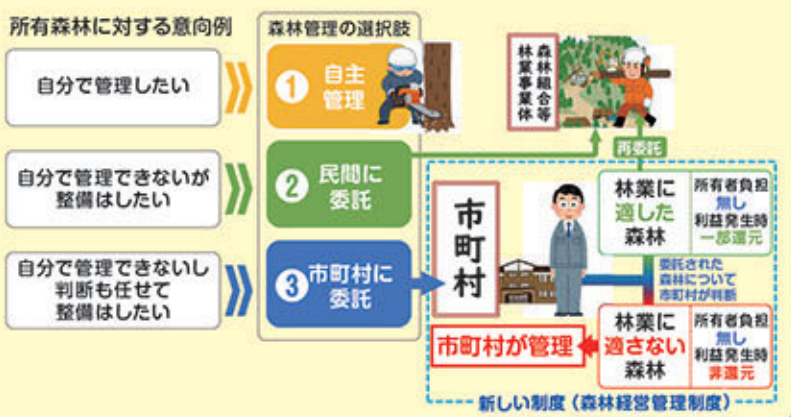 所有森林に対する意向例
森林管理の選択肢
自分で管理したい
1
自主
管理
森林組合等
林業事業体
再委託
自分で管理できないが
整備はしたい
2
民間に
委託
自分で管理できないし
判断も任せて
整備はしたい
3
市町村に
委託
市町村
林業に
適した
森林
所有者負担
無し
利益発生時
一部還元
委託された
森林について
市町村が判断
林業に
適さない
森林
所有者負担
無し
利益発生時
非還元
市町村が管理
新しい制度(森林経営管理制度)